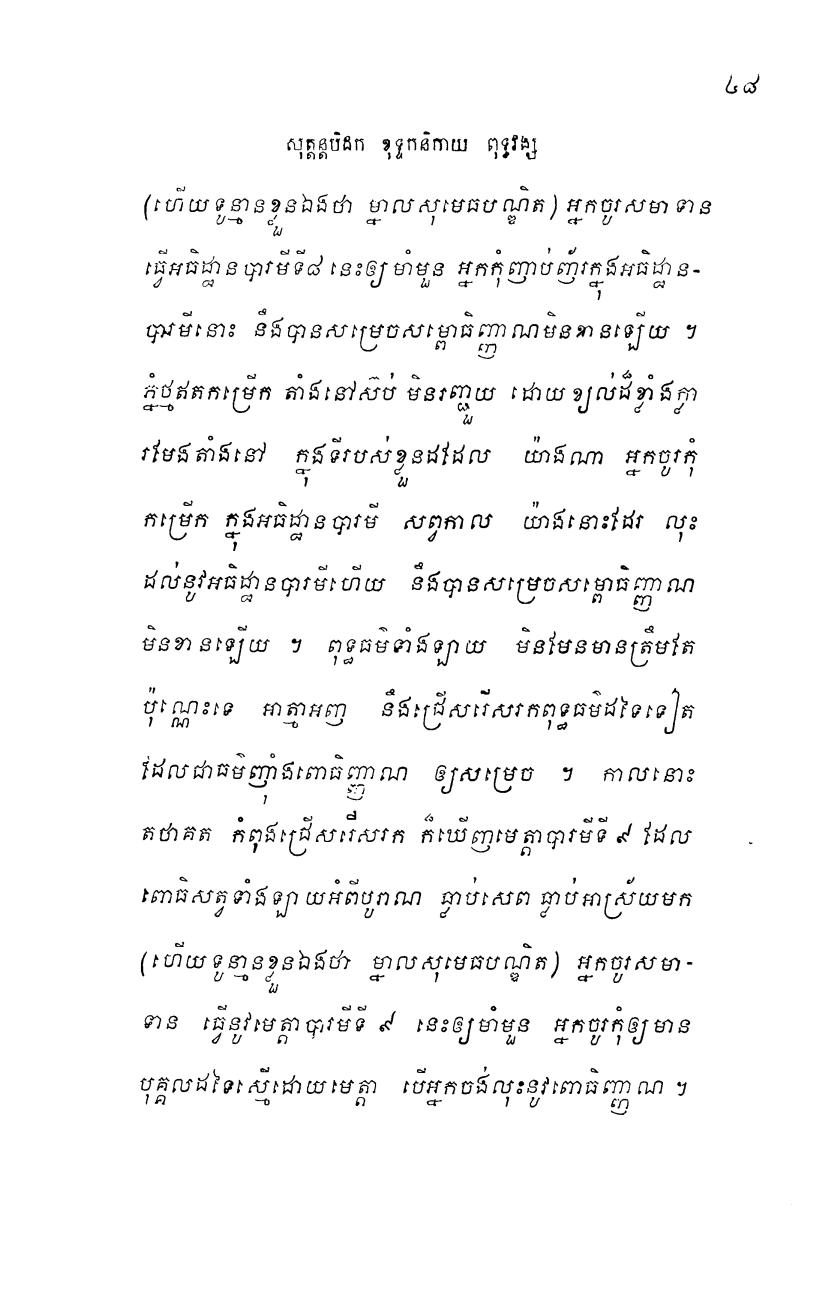 ៤៨
សុត្តន្តបិដក ខុទ្ទកនិកាយ ពុទ្ធវង្ស
(ហើយទូន្មានខ្លួនឯងថា ម្នាលសុមេធបណ្ឌិត) អ្នកចូរសមាទាន
ធ្វើអធិដ្ឋានបារមីទី៨ នេះឲ្យមាំមួន អ្នកកុំញាប់ញ័រក្នុងអធិដ្ឋាន-
បារមីនោះ នឹងបានសម្រេចសម្ពោធិញ្ញាណមិនខានឡើយ ។
ភ្នំថ្មឥតកម្រើក តាំងនៅស៊ប់ មិនរញ្ជួយ ដោយខ្យល់ដ៏ខ្លាំងក្លា
រមែងតាំងនៅ ក្នុងទីរបស់ខ្លួនដដែល យ៉ាងណា អ្នកចូរកុំ
កម្រើក ក្នុងអធិដ្ឋានបារមី សព្វកាល យ៉ាងនោះដែរ លុះ
ដល់នូវអធិដ្ឋានបារមីហើយ នឹងបានសម្រេចសម្ពោធិញ្ញាណ
មិនខានឡើយ ។ ពុទ្ធធម៌ទាំងឡាយ មិនមែនមានត្រឹមតែ
ប៉ុណ្ណេះទេ អាត្មាអញ នឹងជ្រើសរើសរកពុទ្ធធម៌ដទៃទៀត
ដែលជាធម៌ញ៉ាំងពោធិញ្ញាណ ឲ្យសម្រេច ។ កាលនោះ
តថាគត កំពុងជ្រើសរើសរក ក៏ឃើញមេត្តាបារមីទី ៩ ដែល
ពោធិសត្វទាំងឡាយអំពីបូរាណ ធ្លាប់សេព ធ្លាប់អាស្រ័យមក
(ហើយទូន្មានខ្លួនឯងថា ម្នាលសុមេធបណ្ឌិត) អ្នកចូរសមា-
ទាន ធ្វើនូវមេត្តាបារមីទី ៩ នេះឲ្យមាំមួន អ្នកចូរកុំឲ្យមាន
បុគ្គលដទៃស្មើដោយមេត្តា បើអ្នកចង់លុះនូវពោធិញ្ញាណ ។